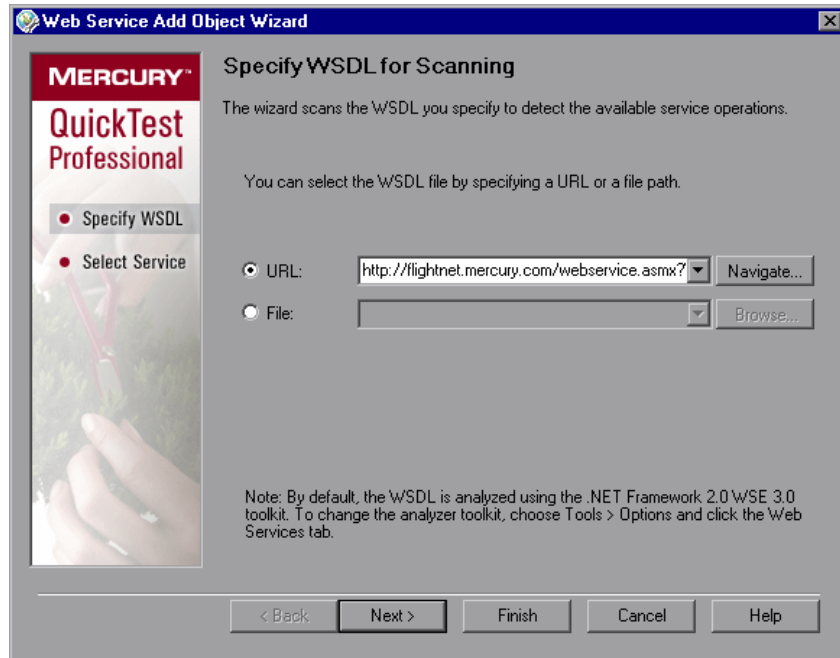 Web Service Add Object Wizard
MERCURY™
QuickTest
Professional
Specify WSDL
Select Service
Specify WSDL for Scanning
The wizard scans the WSDL you specify to detect the available service operations.
You can select the WSDL file by specifying a URL or a file path.
URL:
http://flightnet.mercury.com/webservice.asmx?
Navigate...
File:
Browse...
Note: By default, the WSDL is analyzed using the .NET Framework 2.0 WSE 3.0
toolkit. To change the analyzer toolkit, choose Tools > Options and click the Web
Services tab.
< Back
Next >
Finish
Cancel
Help